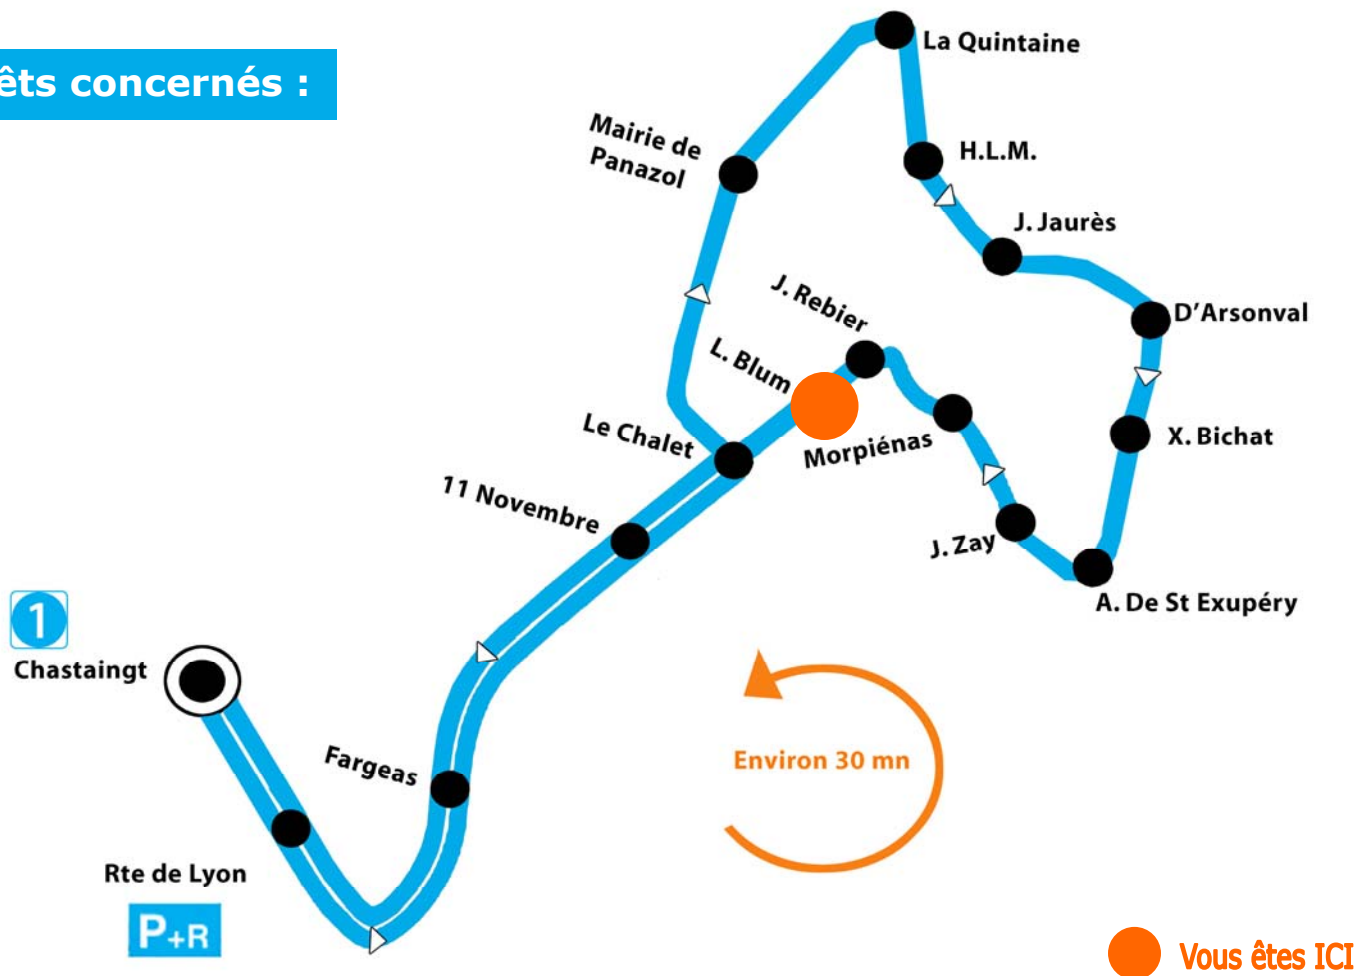 êts concernés :
La Quintaine
Mairie de
Panazol
H.L.M.
J. Jaurès
J. Rebier
D'Arsonval
L. Blum
Le Chalet
Morpiénas
X. Bichat
11 Novembre
J. Zay
A. De St Exupéry
1
Chastaingt
Fargeas
Environ 30 mn
Rte de Lyon
P+R
Vous êtes ICI